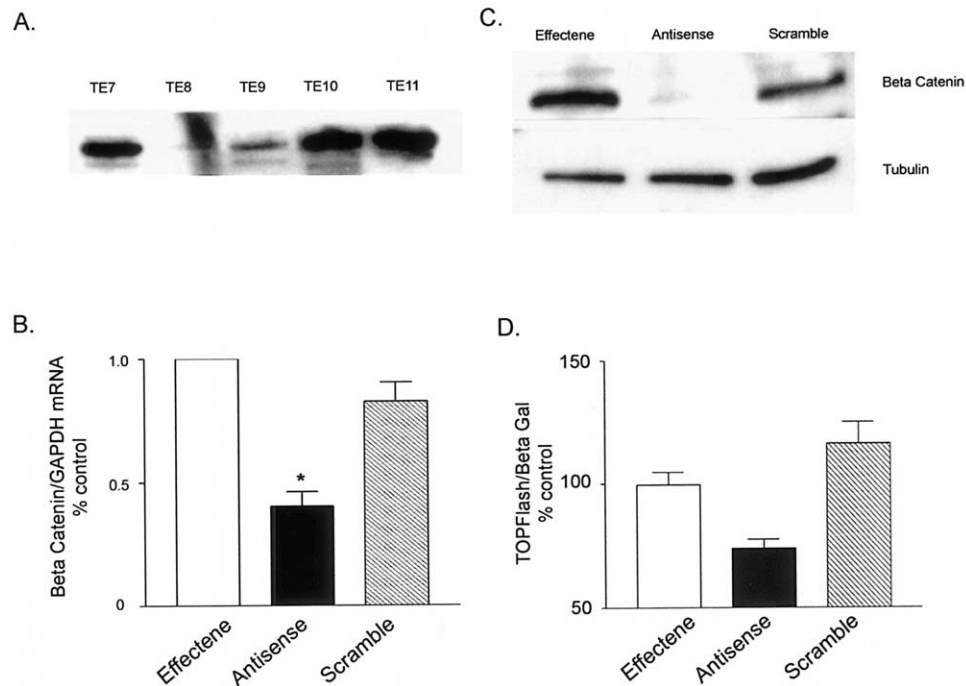 A.
TE7 TE8 TE9 TE10 TE11
C.
Effectene Antisense Scramble
Beta Catenin
Tubulin
B.
Beta Catenin/GAPDH mRNA
% control
1.0
0.5
0
*
Effectene
Antisense
Scramble
D.
TOPFlash/Beta Gal
% control
150
100
50
Effectene
Antisense
Scramble